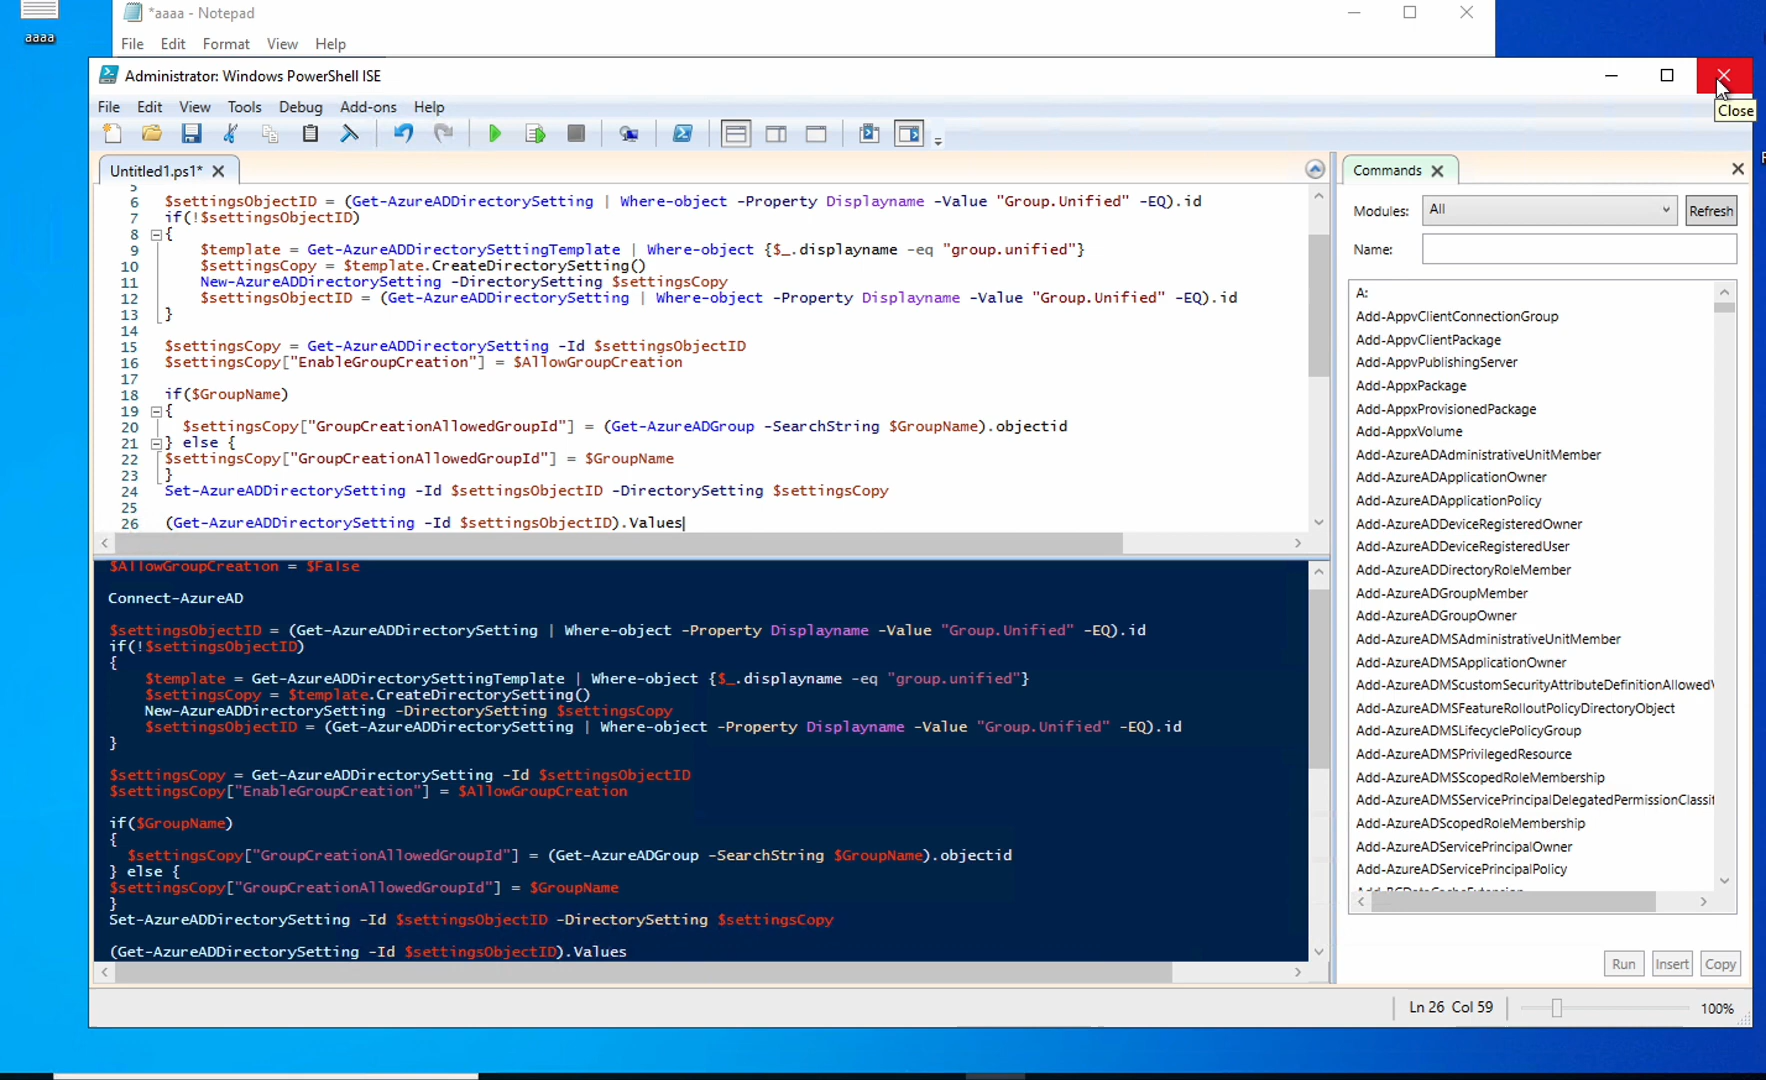 *aaaa - Notepad
aaaa
File Edit Format View Help
Administrator: Windows PowerShell ISE
Close
File Edit View Tools Debug Add-ons Help
Untitled1.ps1*
5
6 $settingsObjectID = (Get-AzureADDirectorySetting | Where-object -Property Displayname -Value "Group.Unified" -EQ).id
7 if(!$settingsObjectID)
8 {
9 $template = Get-AzureADDirectorySettingTemplate | Where-object {$_.displayname -eq "group.unified"}
10 $settingsCopy = $template.CreateDirectorySetting()
11 New-AzureADDirectorySetting -DirectorySetting $settingsCopy
12 $settingsObjectID = (Get-AzureADDirectorySetting | Where-object -Property Displayname -Value "Group.Unified" -EQ).id
13 }
14
15 $settingsCopy = Get-AzureADDirectorySetting -Id $settingsObjectID
16 $settingsCopy["EnableGroupCreation"] = $AllowGroupCreation
17
18 if($GroupName)
19 {
20 $settingsCopy["GroupCreationAllowedGroupId"] = (Get-AzureADGroup -SearchString $GroupName).objectid
21 } else {
22 $settingsCopy["GroupCreationAllowedGroupId"] = $GroupName
23 }
24 Set-AzureADDirectorySetting -Id $settingsObjectID -DirectorySetting $settingsCopy
25
26 (Get-AzureADDirectorySetting -Id $settingsObjectID).Values
$AllowGroupCreation = $False
Connect-AzureAD
$settingsObjectID = (Get-AzureADDirectorySetting | Where-object -Property Displayname -Value "Group.Unified" -EQ).id
if(!$settingsObjectID)
{
$template = Get-AzureADDirectorySettingTemplate | Where-object {$_.displayname -eq "group.unified"}
$settingsCopy = $template.CreateDirectorySetting()
New-AzureADDirectorySetting -DirectorySetting $settingsCopy
$settingsObjectID = (Get-AzureADDirectorySetting | Where-object -Property Displayname -Value "Group.Unified" -EQ).id
}
$settingsCopy = Get-AzureADDirectorySetting -Id $settingsObjectID
$settingsCopy["EnableGroupCreation"] = $AllowGroupCreation
if($GroupName)
{
$settingsCopy["GroupCreationAllowedGroupId"] = (Get-AzureADGroup -SearchString $GroupName).objectid
} else {
$settingsCopy["GroupCreationAllowedGroupId"] = $GroupName
}
Set-AzureADDirectorySetting -Id $settingsObjectID -DirectorySetting $settingsCopy
(Get-AzureADDirectorySetting -Id $settingsObjectID).Values
Commands
Modules: All Refresh
Name:
A:
Add-AppvClientConnectionGroup
Add-AppvClientPackage
Add-AppvPublishingServer
Add-AppxPackage
Add-AppxProvisionedPackage
Add-AppxVolume
Add-AzureADAdministrativeUnitMember
Add-AzureADApplicationOwner
Add-AzureADApplicationPolicy
Add-AzureADDeviceRegisteredOwner
Add-AzureADDeviceRegisteredUser
Add-AzureADDirectoryRoleMember
Add-AzureADGroupMember
Add-AzureADGroupOwner
Add-AzureADMSAdministrativeUnitMember
Add-AzureADMSApplicationOwner
Add-AzureADMScustomSecurityAttributeDefinitionAllowedV
Add-AzureADMSFeatureRolloutPolicyDirectoryObject
Add-AzureADMSLifecyclePolicyGroup
Add-AzureADMSPrivilegedResource
Add-AzureADMSScopedRoleMembership
Add-AzureADMSServicePrincipalDelegatedPermissionClassif
Add-AzureADScopedRoleMembership
Add-AzureADServicePrincipalOwner
Add-AzureADServicePrincipalPolicy
Add-BCDataCacheExtension
Run Insert Copy
Ln 26 Col 59 100%